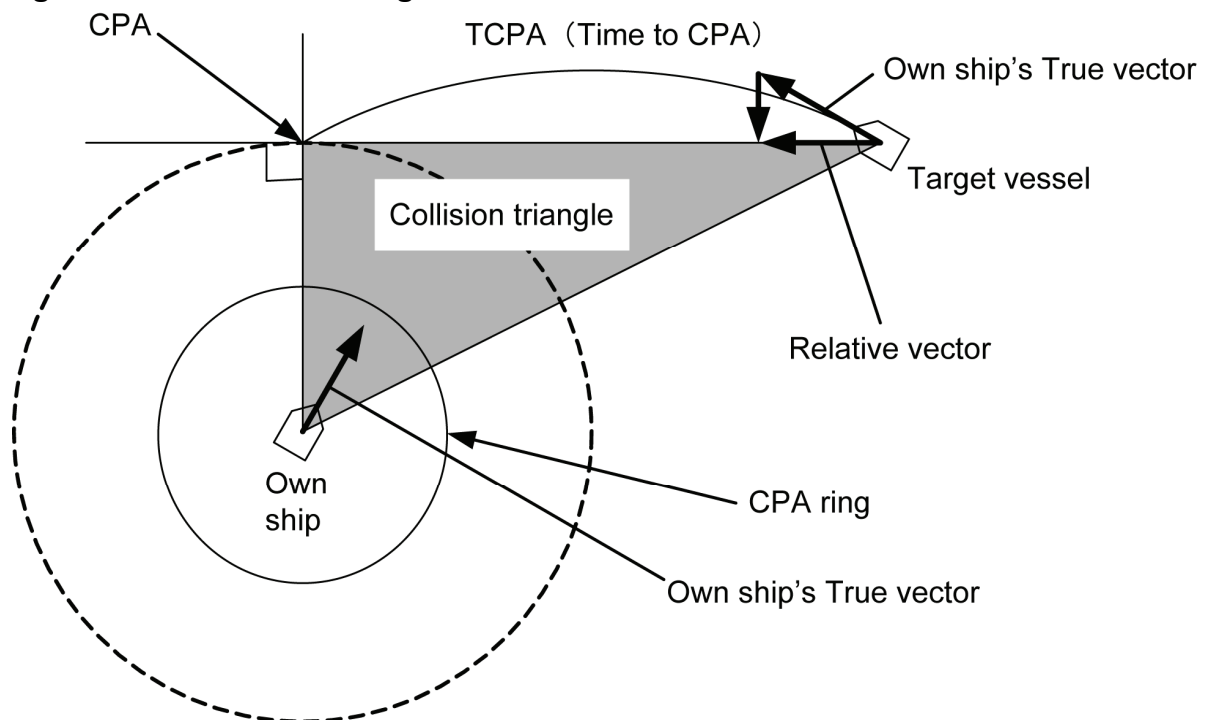 CPA
TCPA（Time to CPA）
Own ship's True vector
Target vessel
Collision triangle
Relative vector
Own
ship
CPA ring
Own ship's True vector